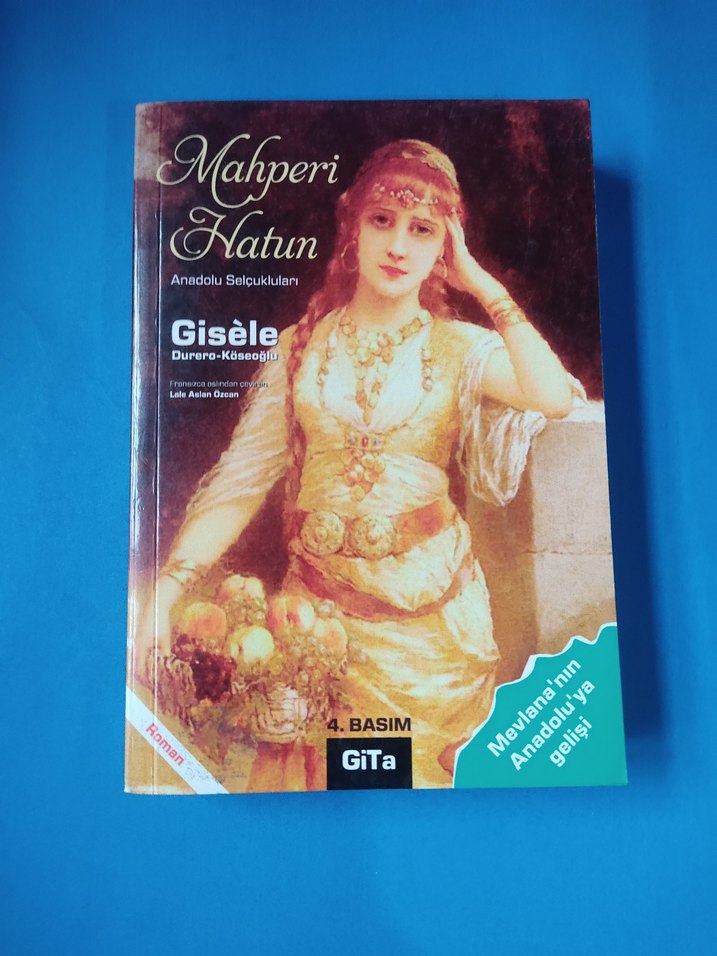 Mahperi
Hatun
Anadolu Selçukluları
Gisèle
Durero-Köseoğlu
Fransızca aslından çeviren
Lale Aslan Özcan
4. BASIM
GiTa
Roman
Mevlana'nın
Anadolu'ya
gelişi